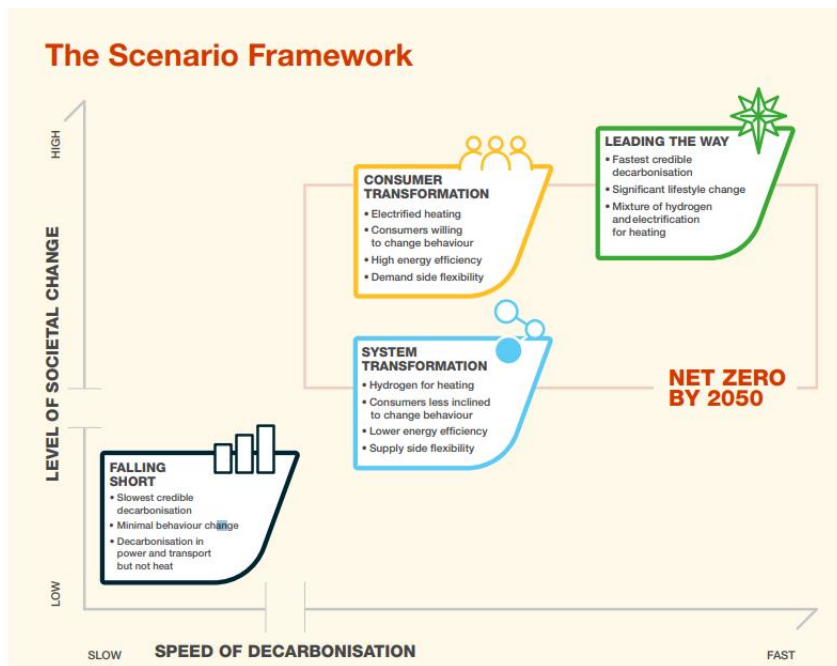 The Scenario Framework
HIGH
LEVEL OF SOCIETAL CHANGE
LOW
CONSUMER
TRANSFORMATION
• Electrified heating
• Consumers willing
to change behaviour
• High energy efficiency
• Demand side flexibility
LEADING THE WAY
• Fastest credible
decarbonisation
• Significant lifestyle change
• Mixture of hydrogen
and electrification
for heating
SYSTEM
TRANSFORMATION
• Hydrogen for heating
• Consumers less inclined
to change behaviour
• Lower energy efficiency
• Supply side flexibility
NET ZERO
BY 2050
FALLING
SHORT
• Slowest credible
decarbonisation
• Minimal behaviour change
• Decarbonisation in
power and transport
but not heat
SLOW
SPEED OF DECARBONISATION
FAST